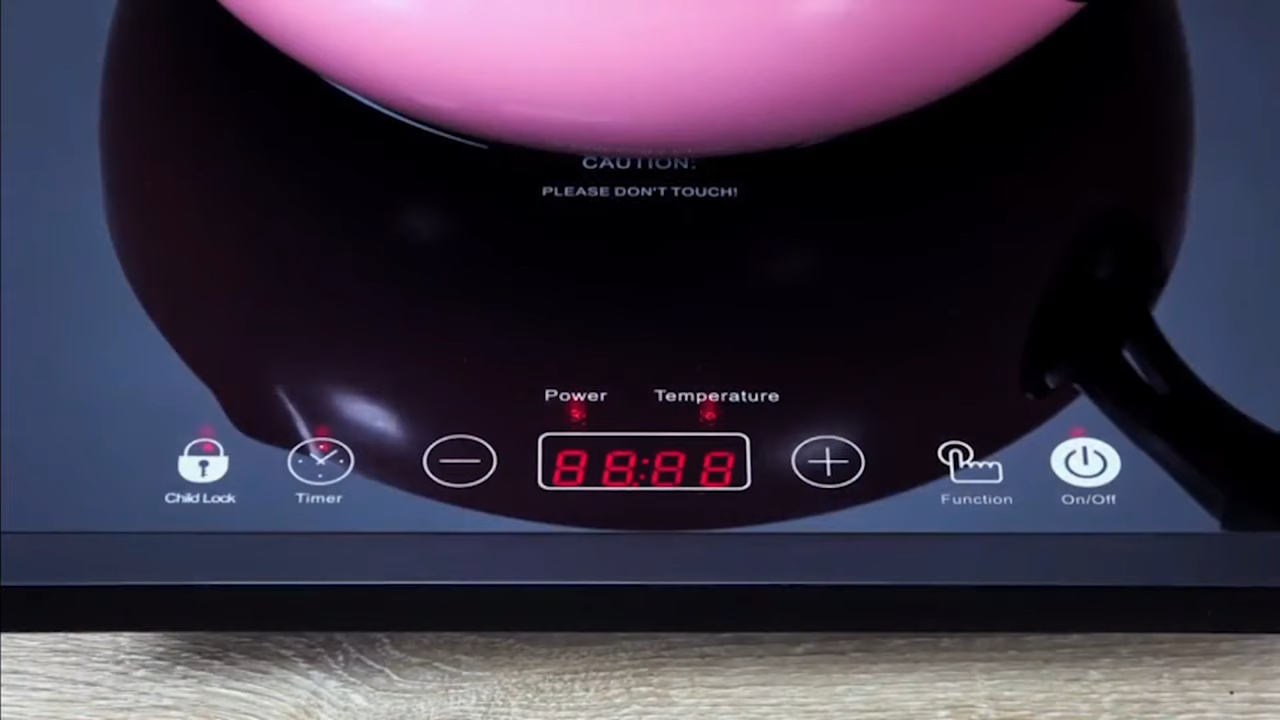 CAUTION:
PLEASE DON'T TOUCH!
Power Temperature
88:88
Child Lock Timer Function On/Off